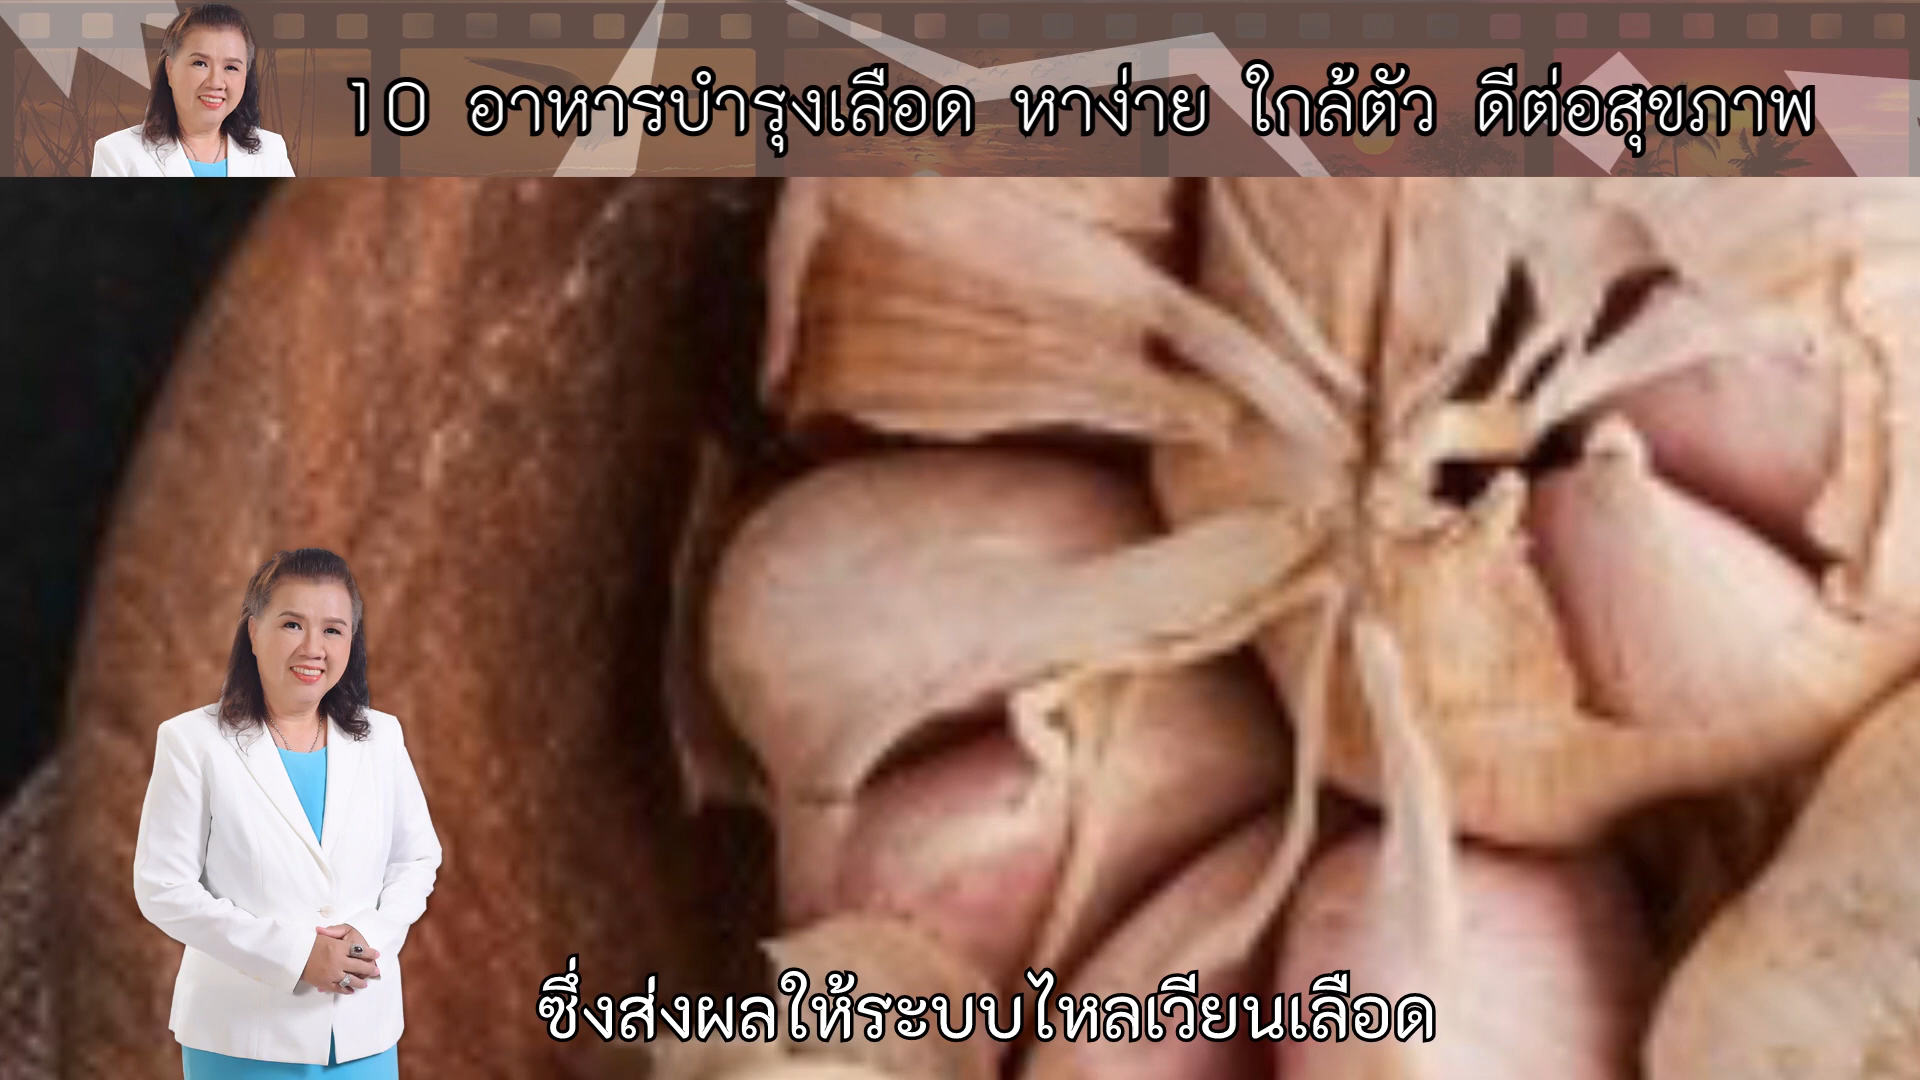 10 อาหารบำรุงเลือด หาง่าย ใกล้ตัว ดีต่อสุขภาพ
ซึ่งส่งผลให้ระบบไหลเวียนเลือด